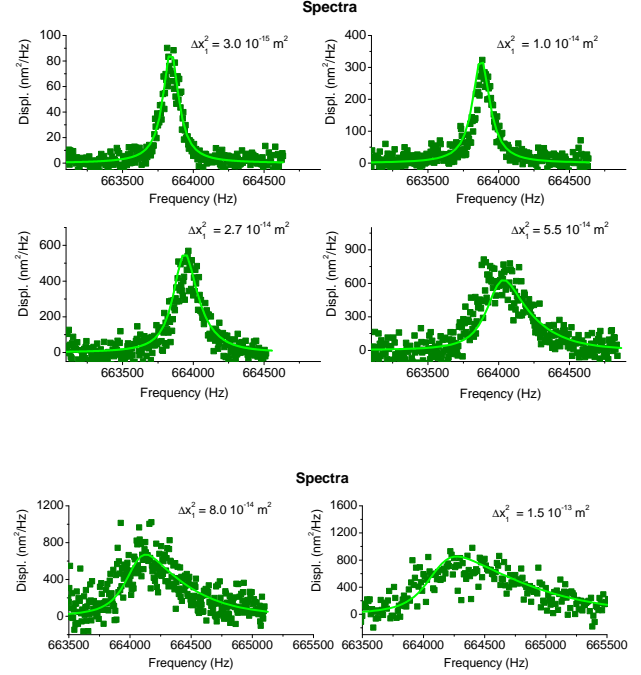 Spectra
Δx₁² = 3.0 10⁻¹⁵ m²
Displ. (nm²/Hz)
100
80
60
40
20
0
663500 664000 664500
Frequency (Hz)
Δx₁² = 1.0 10⁻¹⁴ m²
Displ. (nm²/Hz)
400
300
200
100
0
663500 664000 664500
Frequency (Hz)
Δx₁² = 2.7 10⁻¹⁴ m²
Displ. (nm²/Hz)
600
400
200
0
663500 664000 664500
Frequency (Hz)
Δx₁² = 5.5 10⁻¹⁴ m²
Displ. (nm²/Hz)
900
600
300
0
663500 664000 664500
Freqency (Hz)
Spectra
Δx₁² = 8.0 10⁻¹⁴ m²
Displ. (nm²/Hz)
1200
800
400
0
663500 664000 664500 665000 665500
Frequency (Hz)
Δx₁² = 1.5 10⁻¹³ m²
Displ. (nm²/Hz)
1600
1200
800
400
0
663500 664000 664500 665000 665500
Frequency (Hz)